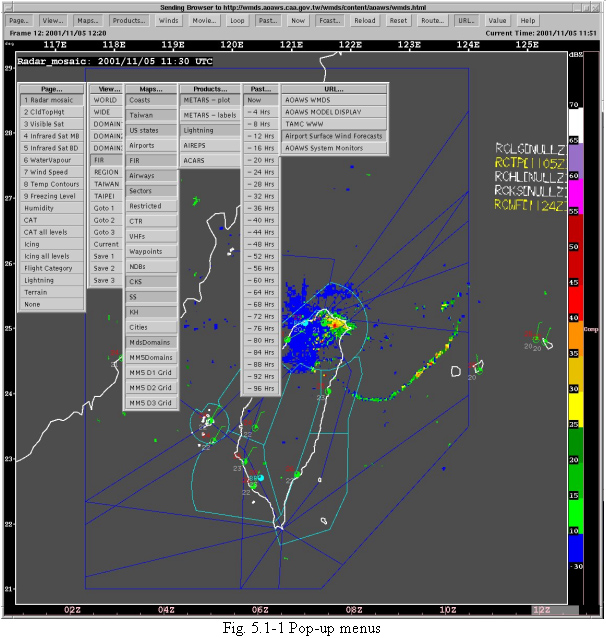 Sending Browser to http://wmds.caa.gov.tw/wmds/content/aoaws/wmds.html
Page... View... Maps... Products... Winds Movie... Loop Past... Now Fcast... Reload Reset Route... URL... Value Help
Frame 12: 2001/11/05 12:20 Current Time: 2001/11/05 11:51
117E 118E 119E 120E 121E 122E 123E 124E 125E
Radar_mosaic: 2001/11/05 11:30 UTC
dBZ
Page...
1 Radar mosaic
2 CldTopHgt
3 Visible Sat
4 Infrared Sat MB
5 Infrared Sat BD
6 WaterVapour
7 Wind Speed
8 Temp Contours
9 Freezing Level
Humidity
CAT
CAT all levels
Icing
Icing all levels
Flight Category
Lightning
Terrain
None
View...
WORLD
WIDE
FIR
REGION
TAIWAN
TAIPEI
Goto 1
Goto 2
Goto 3
Current
Save 1
Save 2
Save 3
Maps...
Coasts
Taiwan
US states
Airports
FIR
Airways
Sectors
Restricted
CTR
VHFs
Waypoints
NDBs
CKS
SS
KH
Cities
MdsDomains
MM5Domains
MM5 D1 Grid
MM5 D2 Grid
MM5 D3 Grid
Products...
METARS - plot
METARS - labels
Lightning
AIREPS
ACARS
Past...
Now
- 4 Hrs
- 8 Hrs
- 12 Hrs
- 16 Hrs
- 20 Hrs
- 24 Hrs
- 28 Hrs
- 32 Hrs
- 36 Hrs
- 40 Hrs
- 44 Hrs
- 48 Hrs
- 52 Hrs
- 56 Hrs
- 60 Hrs
- 64 Hrs
- 68 Hrs
- 72 Hrs
- 76 Hrs
- 80 Hrs
- 84 Hrs
- 88 Hrs
- 92 Hrs
- 96 Hrs
URL...
AOAWS WMDS
AOAWS MODEL DISPLAY
TAMC WWW
Airport Surface Wind Forecasts
AOAWS System Monitors
29
28
27
26
25
24
23
22
21
70
65
60
55
50
45
40
35
30
25
20
15
10
-30
Comp
02Z 04Z 06Z 08Z 10Z 12Z
Fig. 5.1-1 Pop-up menus